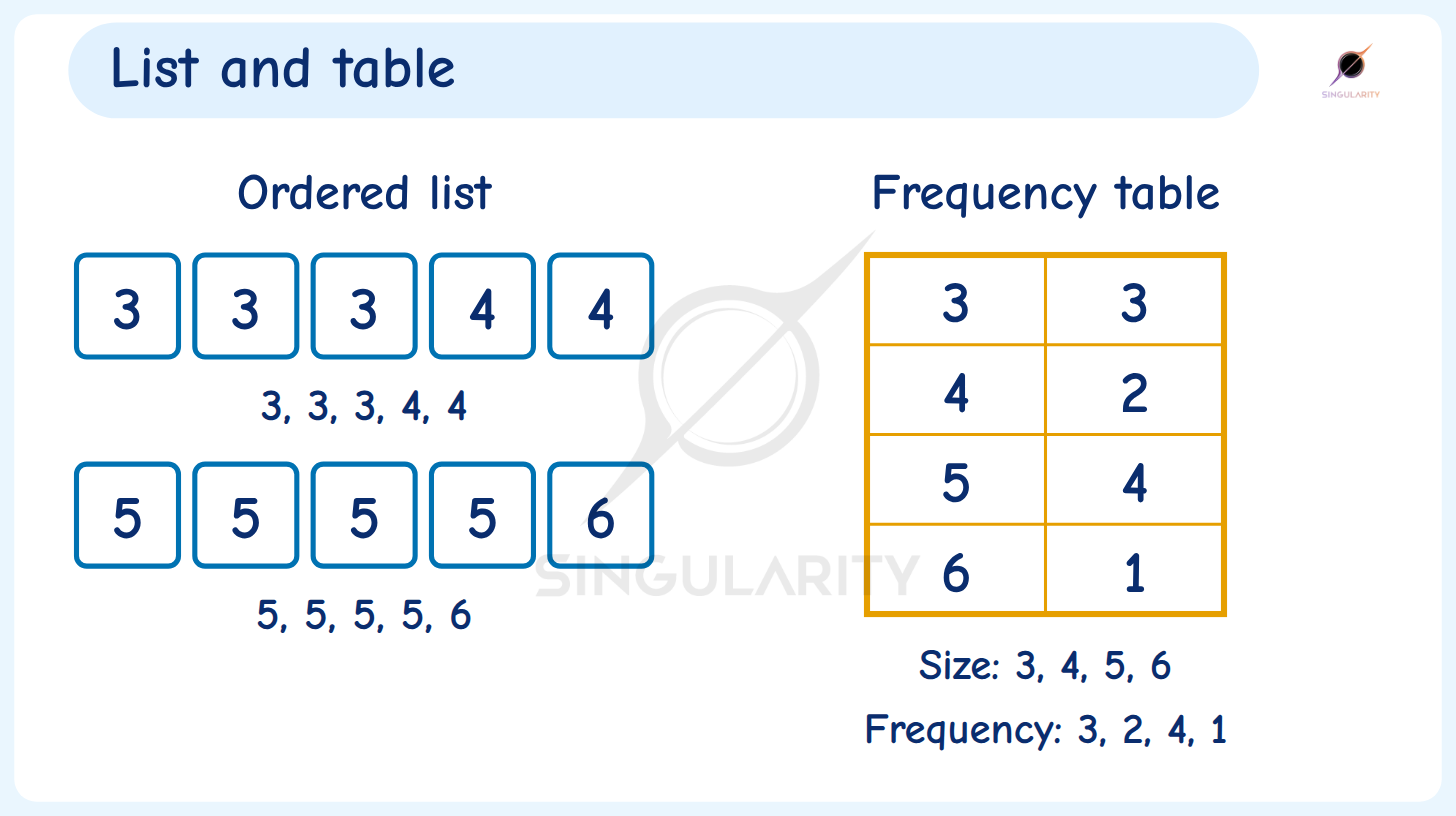 List and table
SINGULARITY
Ordered list
3 3 3 4 4
3, 3, 3, 4, 4
5 5 5 5 6
5, 5, 5, 5, 6
Frequency table
3 3
4 2
5 4
6 1
Size: 3, 4, 5, 6
Frequency: 3, 2, 4, 1
SINGULARITY